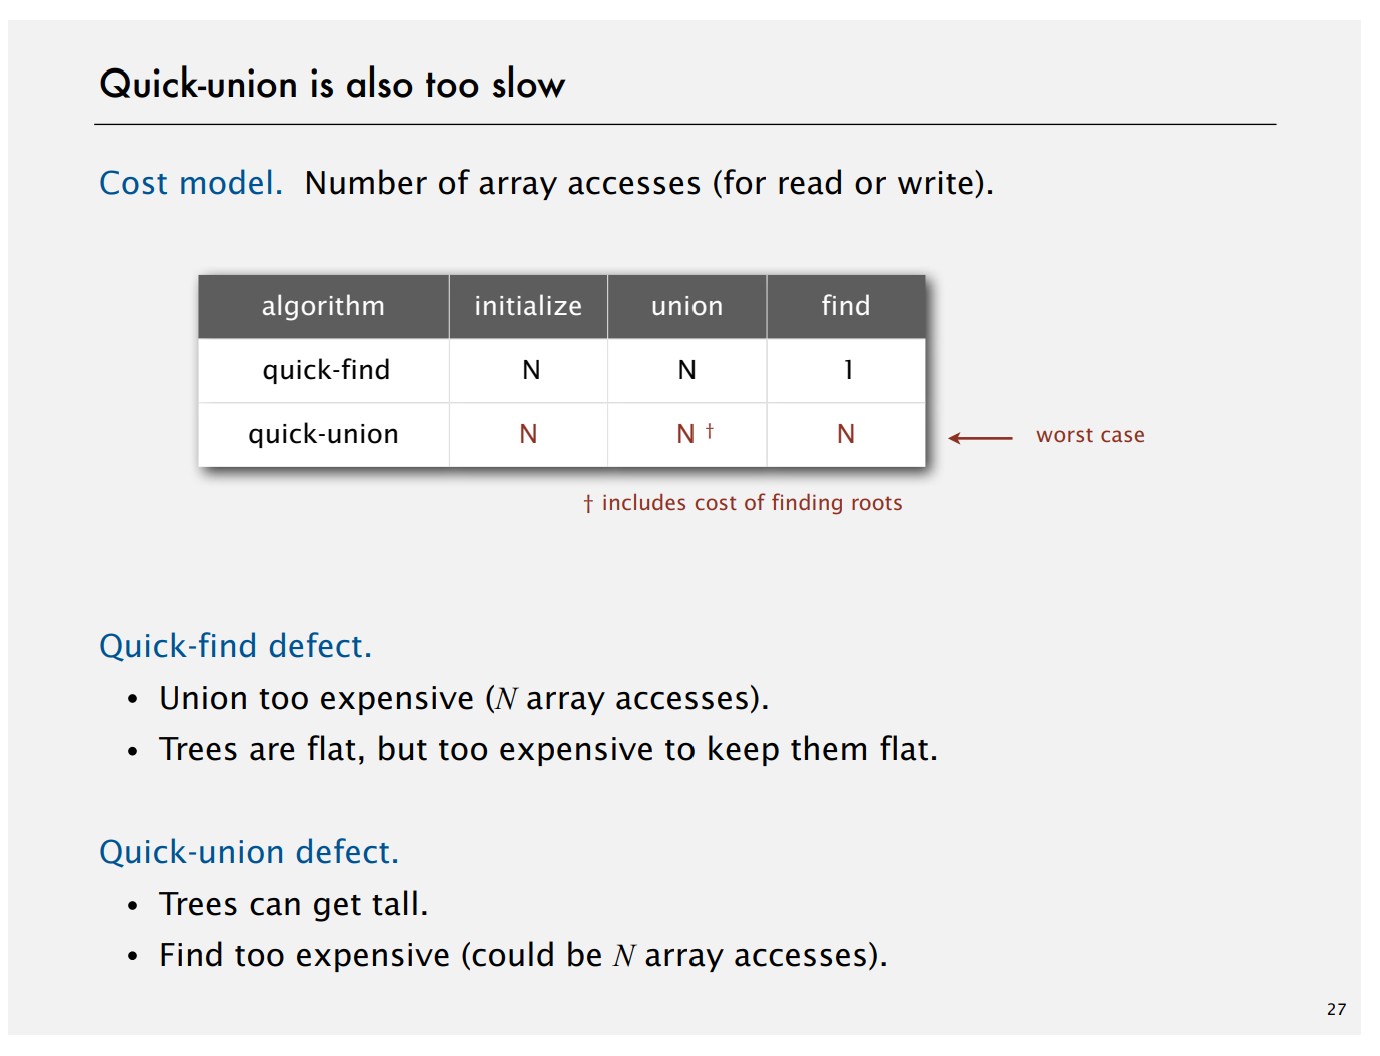 Quick-union is also too slow
Cost model. Number of array accesses (for read or write).
algorithm initialize union find
quick-find N N 1
quick-union N N † N
worst case
† includes cost of finding roots
Quick-find defect.
• Union too expensive (N array accesses).
• Trees are flat, but too expensive to keep them flat.
Quick-union defect.
• Trees can get tall.
• Find too expensive (could be N array accesses).
27